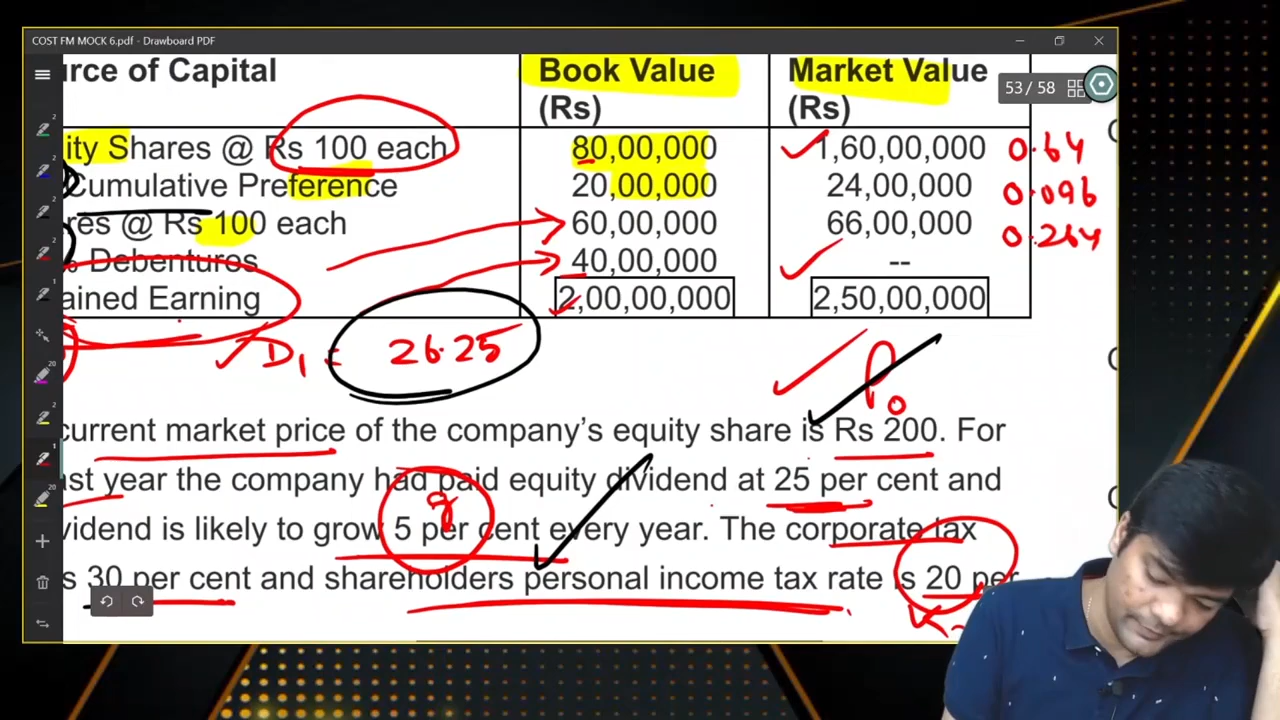 COST FM MOCK 6.pdf - Drawboard PDF
53 / 58
urce of Capital Book Value Market Value
(Rs) (Rs)
ity Shares @ Rs 100 each 80,00,000 1,60,00,000 0.64
Cumulative Preference 20,00,000 24,00,000 0.096
res @ Rs 100 each 60,00,000 66,00,000 0.264
% Debentures 40,00,000 --
ained Earning 2,00,00,000 2,50,00,000
D1 = 26.25
P0
current market price of the company's equity share is Rs 200. For
ast year the company had paid equity dividend at 25 per cent and
g
vidend is likely to grow 5 per cent every year. The corporate tax
s 30 per cent and shareholders personal income tax rate is 20 per